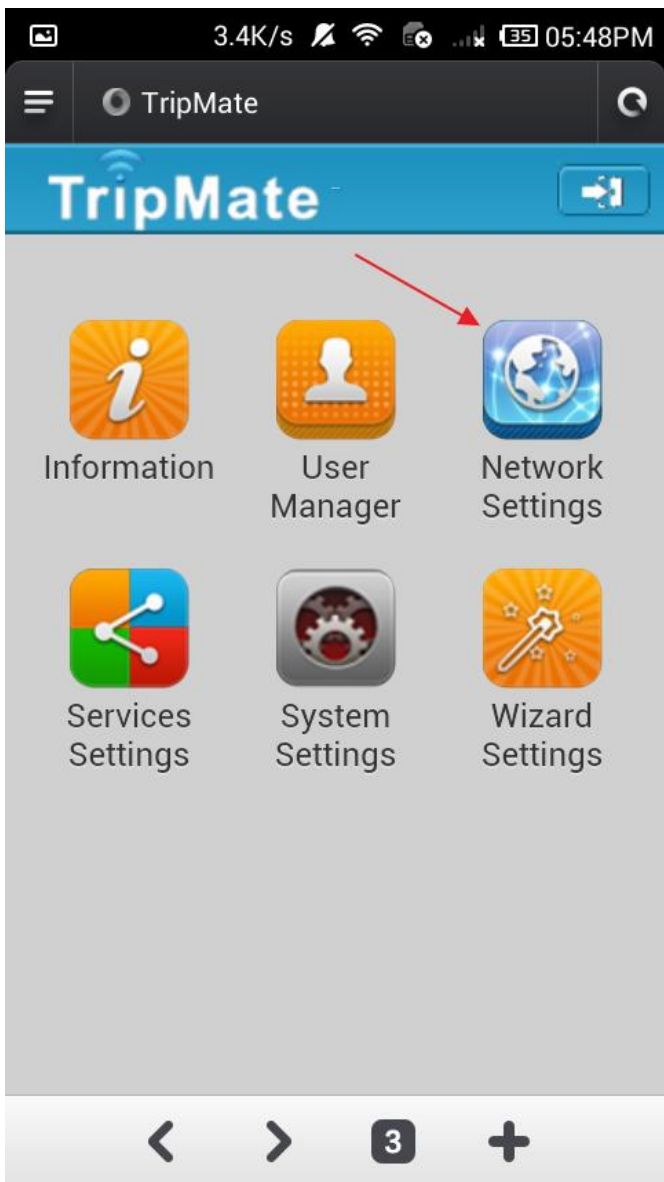 3.4K/s 35 05:48PM
TripMate
TripMate
Information
User
Manager
Network
Settings
Services
Settings
System
Settings
Wizard
Settings
3